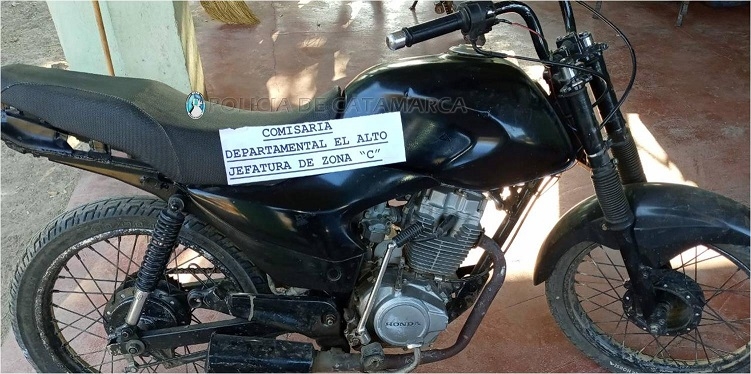 POLICIA DE CATAMARCA
COMISARIA
DEPARTAMENTAL EL ALTO
JEFATURA DE ZONA "C"
HONDA